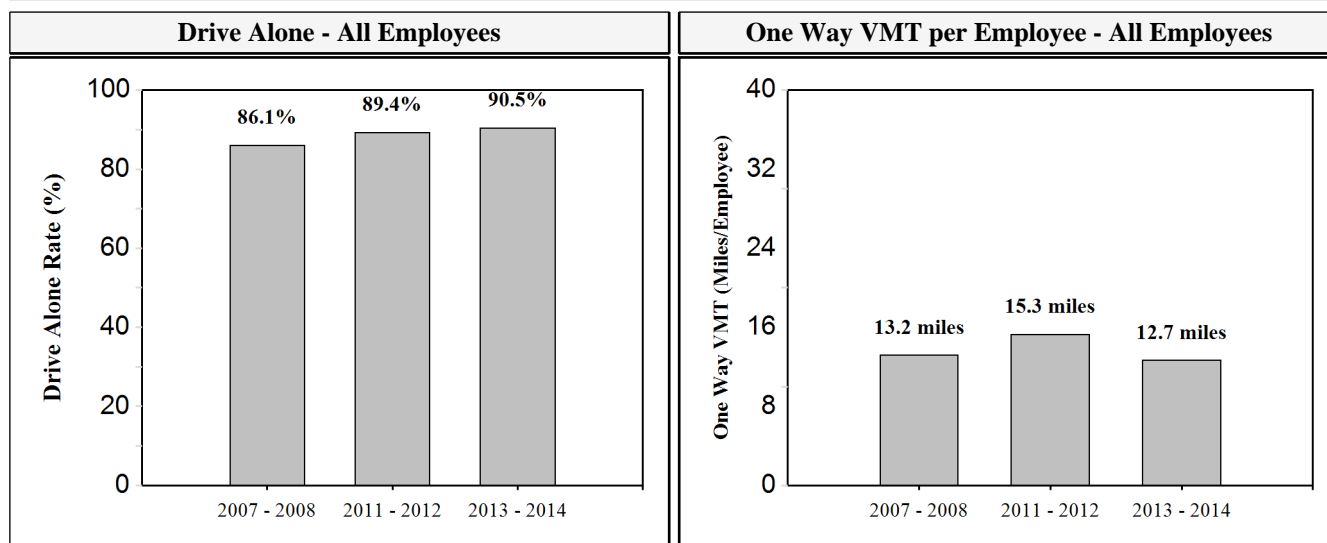 Drive Alone - All Employees
Drive Alone Rate (%)
100
80
60
40
20
0
86.1%
89.4%
90.5%
2007 - 2008
2011 - 2012
2013 - 2014
One Way VMT per Employee - All Employees
One Way VMT (Miles/Employee)
40
32
24
16
8
0
13.2 miles
15.3 miles
12.7 miles
2007 - 2008
2011 - 2012
2013 - 2014